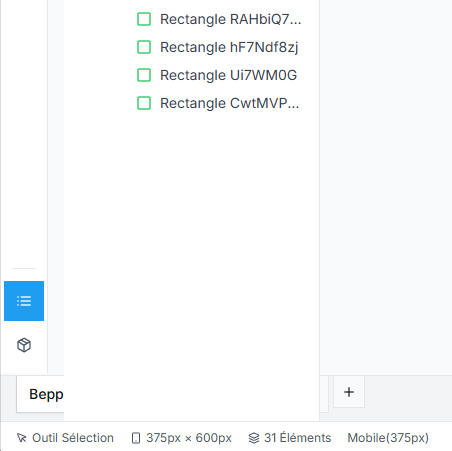 Rectangle RAHbiQ7...
Rectangle hF7Ndf8zj
Rectangle Ui7WM0G
Rectangle CwtMVP...
Bepp
+
Outil Sélection 375px × 600px 31 Éléments Mobile(375px)